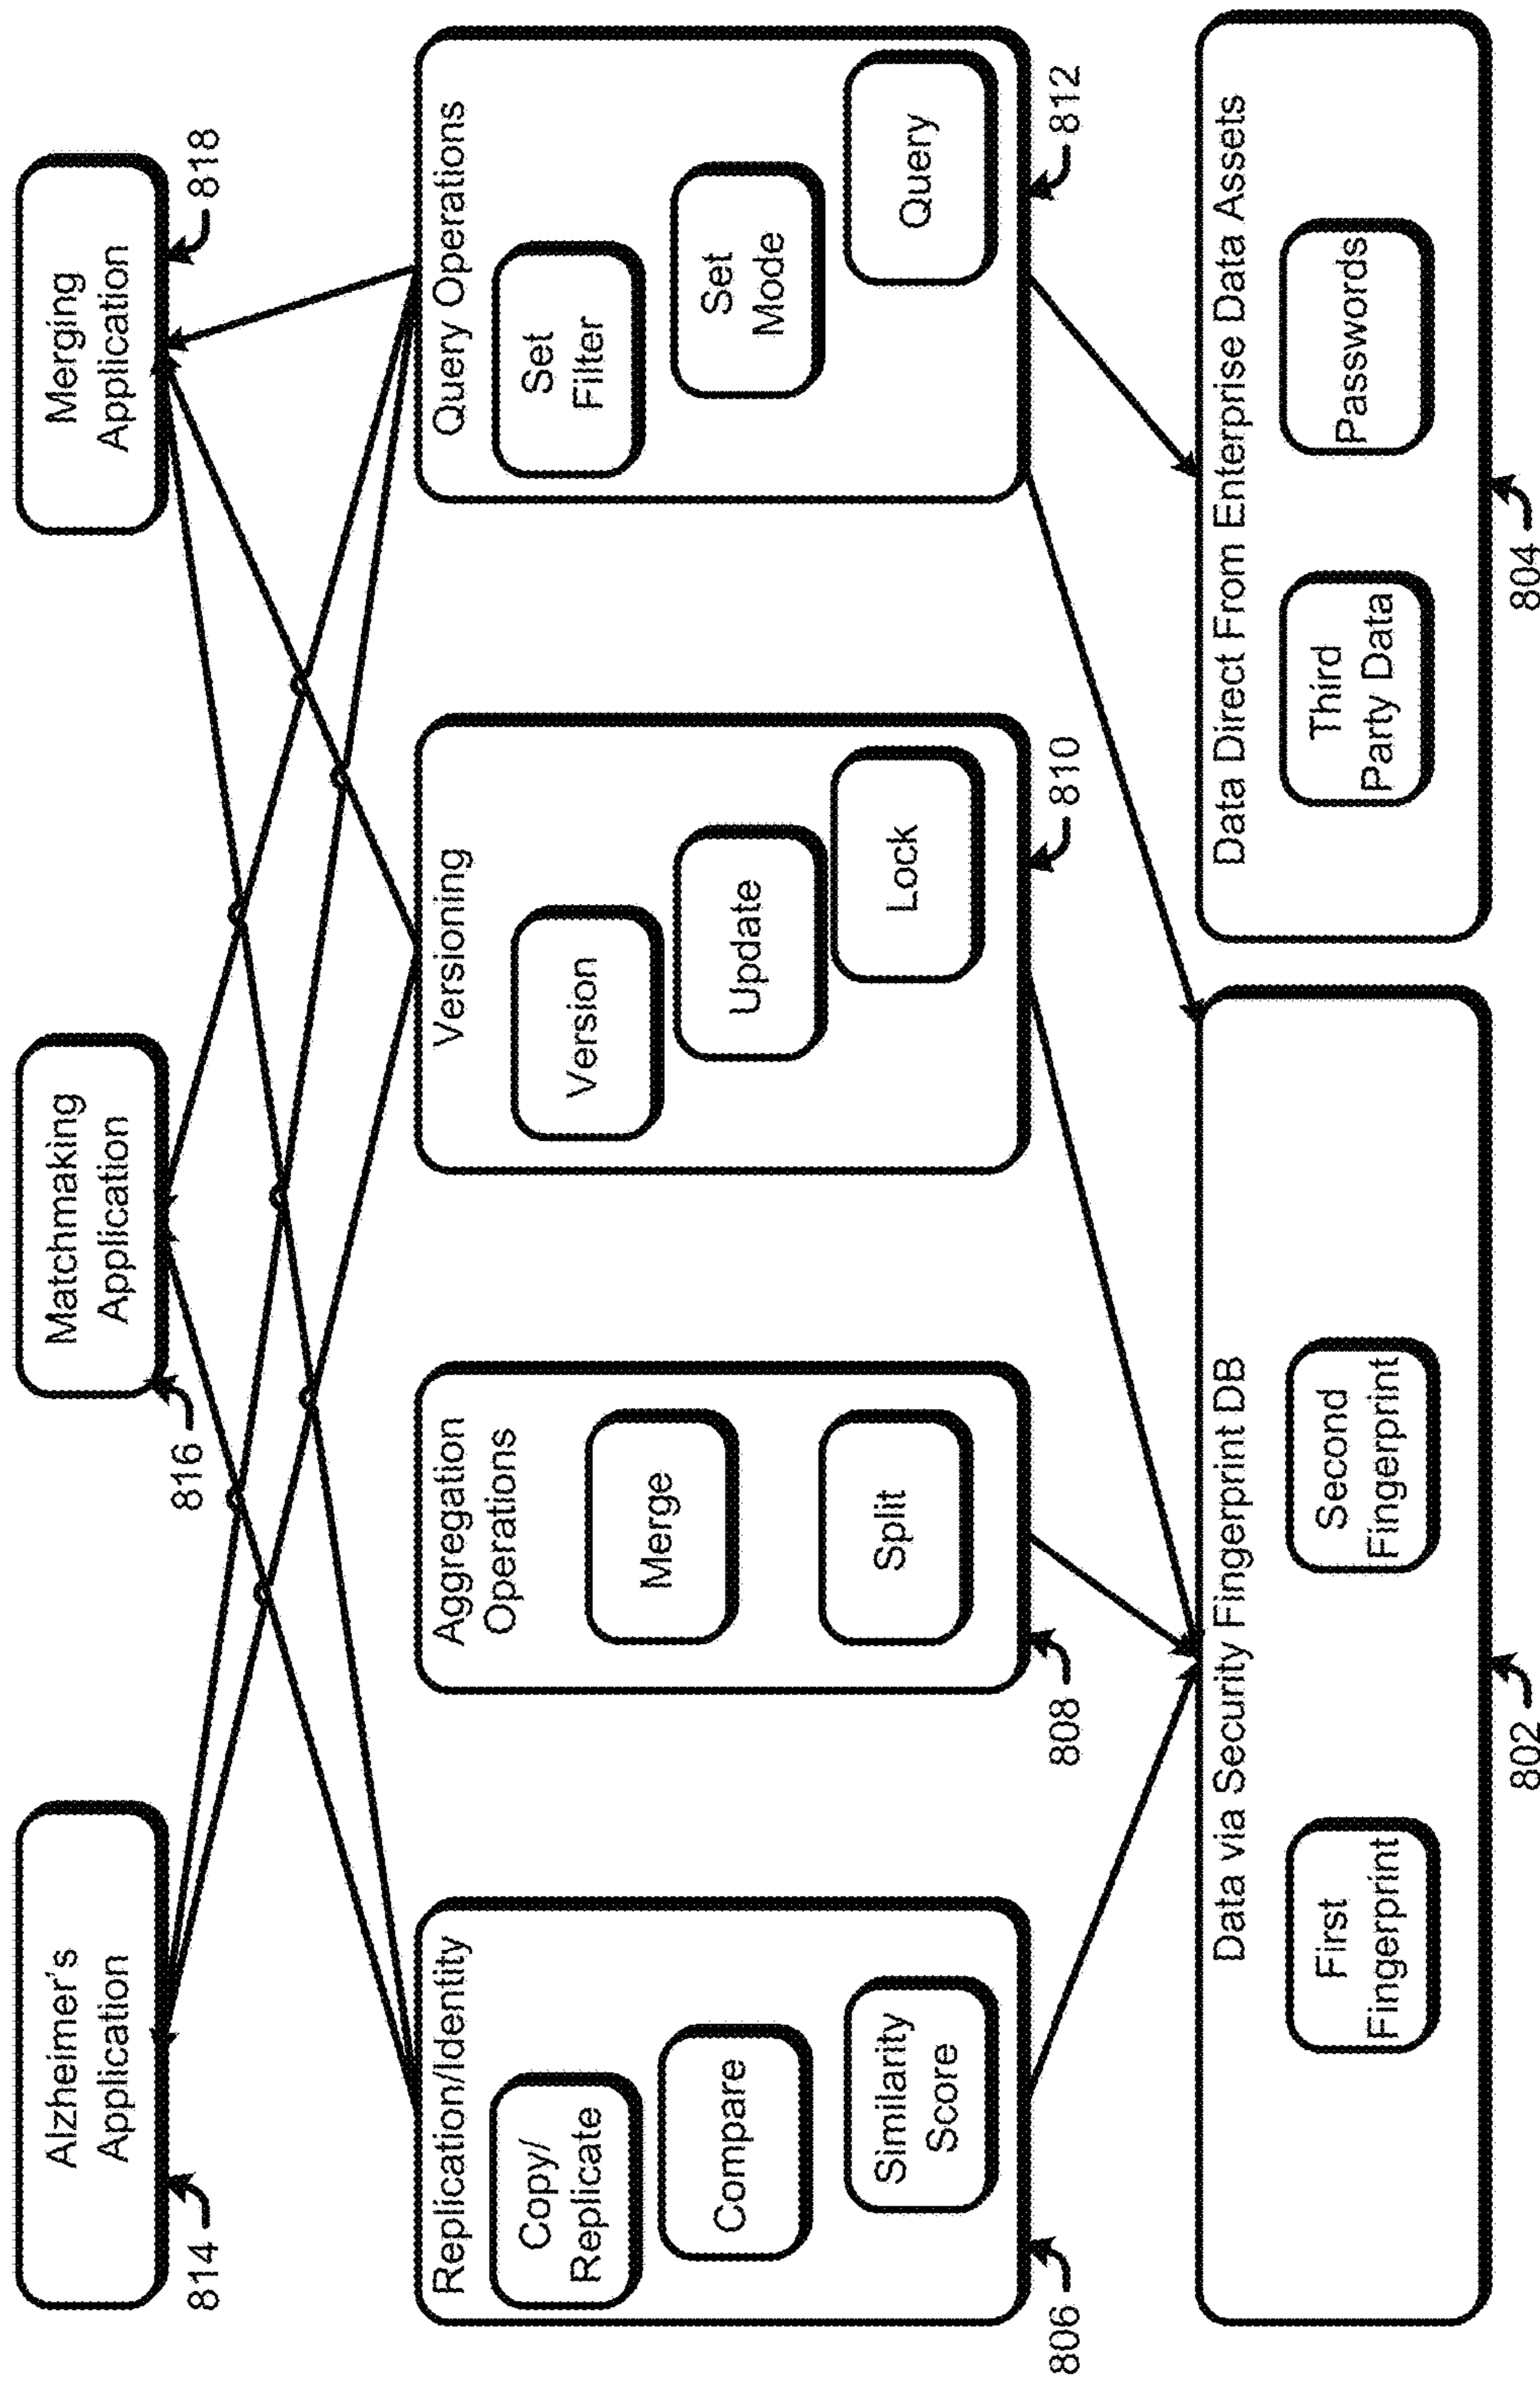 Alzheimer's
Application
814
Matchmaking
Application
816
Merging
Application
818
Replication/Identity
Copy/
Replicate
Compare
Similarity
Score
806
Aggregation
Operations
Merge
Split
808
Versioning
Version
Update
Lock
810
Query Operations
Set
Filter
Set
Mode
Query
812
Data via Security Fingerprint DB
First
Fingerprint
Second
Fingerprint
802
Data Direct From Enterprise Data Assets
Third
Party Data
Passwords
804